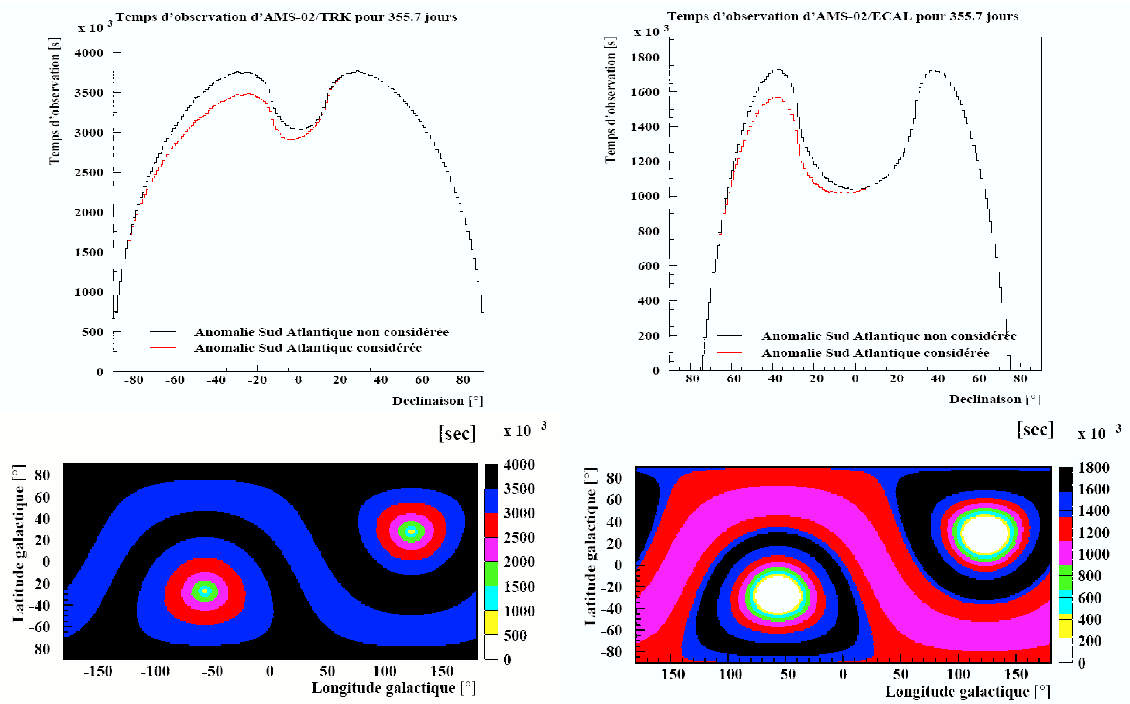 Temps d'observation d'AMS-02/TRK pour 355.7 jours
x 10 3
Temps d'observation [s]
4000
3500
3000
2500
2000
1500
1000
500
0
Anomalie Sud Atlantique non considérée
Anomalie Sud Atlantique considérée
-80 -60 -40 -20 0 20 40 60 80
Declinaison [°]
Temps d'observation d'AMS-02/ECAL pour 355.7 jours
x 10 3
Temps d'observation [s]
1800
1600
1400
1200
1000
800
600
400
200
0
Anomalie Sud Atlantique non considérée
Anomalie Sud Atlantique considérée
80 60 40 20 0 20 40 60 80
Declinaison [°]
[sec] x 10 3
Latitude galactique [°]
80
60
40
20
0
-20
-40
-60
80
-150 -100 -50 0 50 100 150
Longitude galactique [°]
4000
3500
3000
2500
2000
1500
1000
500
0
[sec] x 10 3
Latitude galactique [°]
80
60
40
20
0
-20
-40
-60
-80
150 100 -50 0 50 100 150
Longitude galactique [°]
1800
1600
1400
1200
1000
800
600
400
200
0